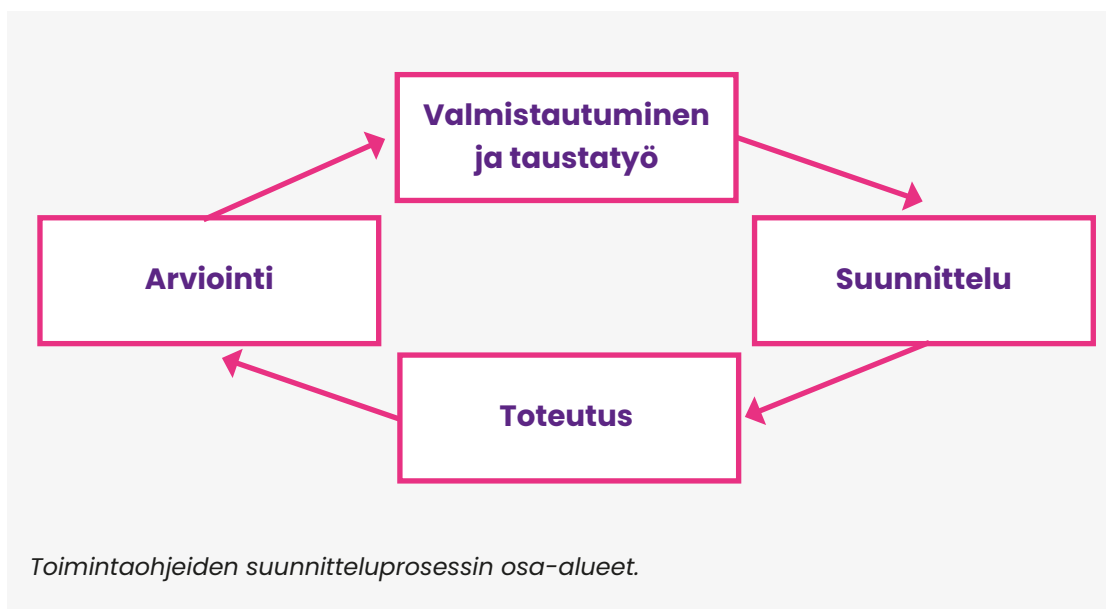 Valmistautuminen
ja taustatyö
Arviointi
Suunnittelu
Toteutus
Toimintaohjeiden suunnitteluprosessin osa-alueet.